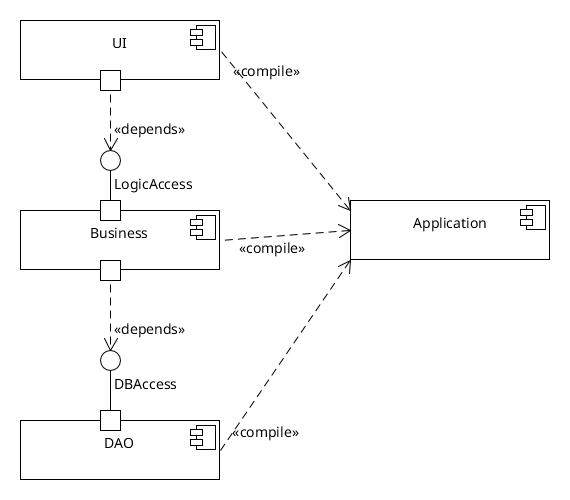 UI
«compile»
«depends»
LogicAccess
Business
Application
«compile»
«depends»
DBAccess
DAO
«compile»